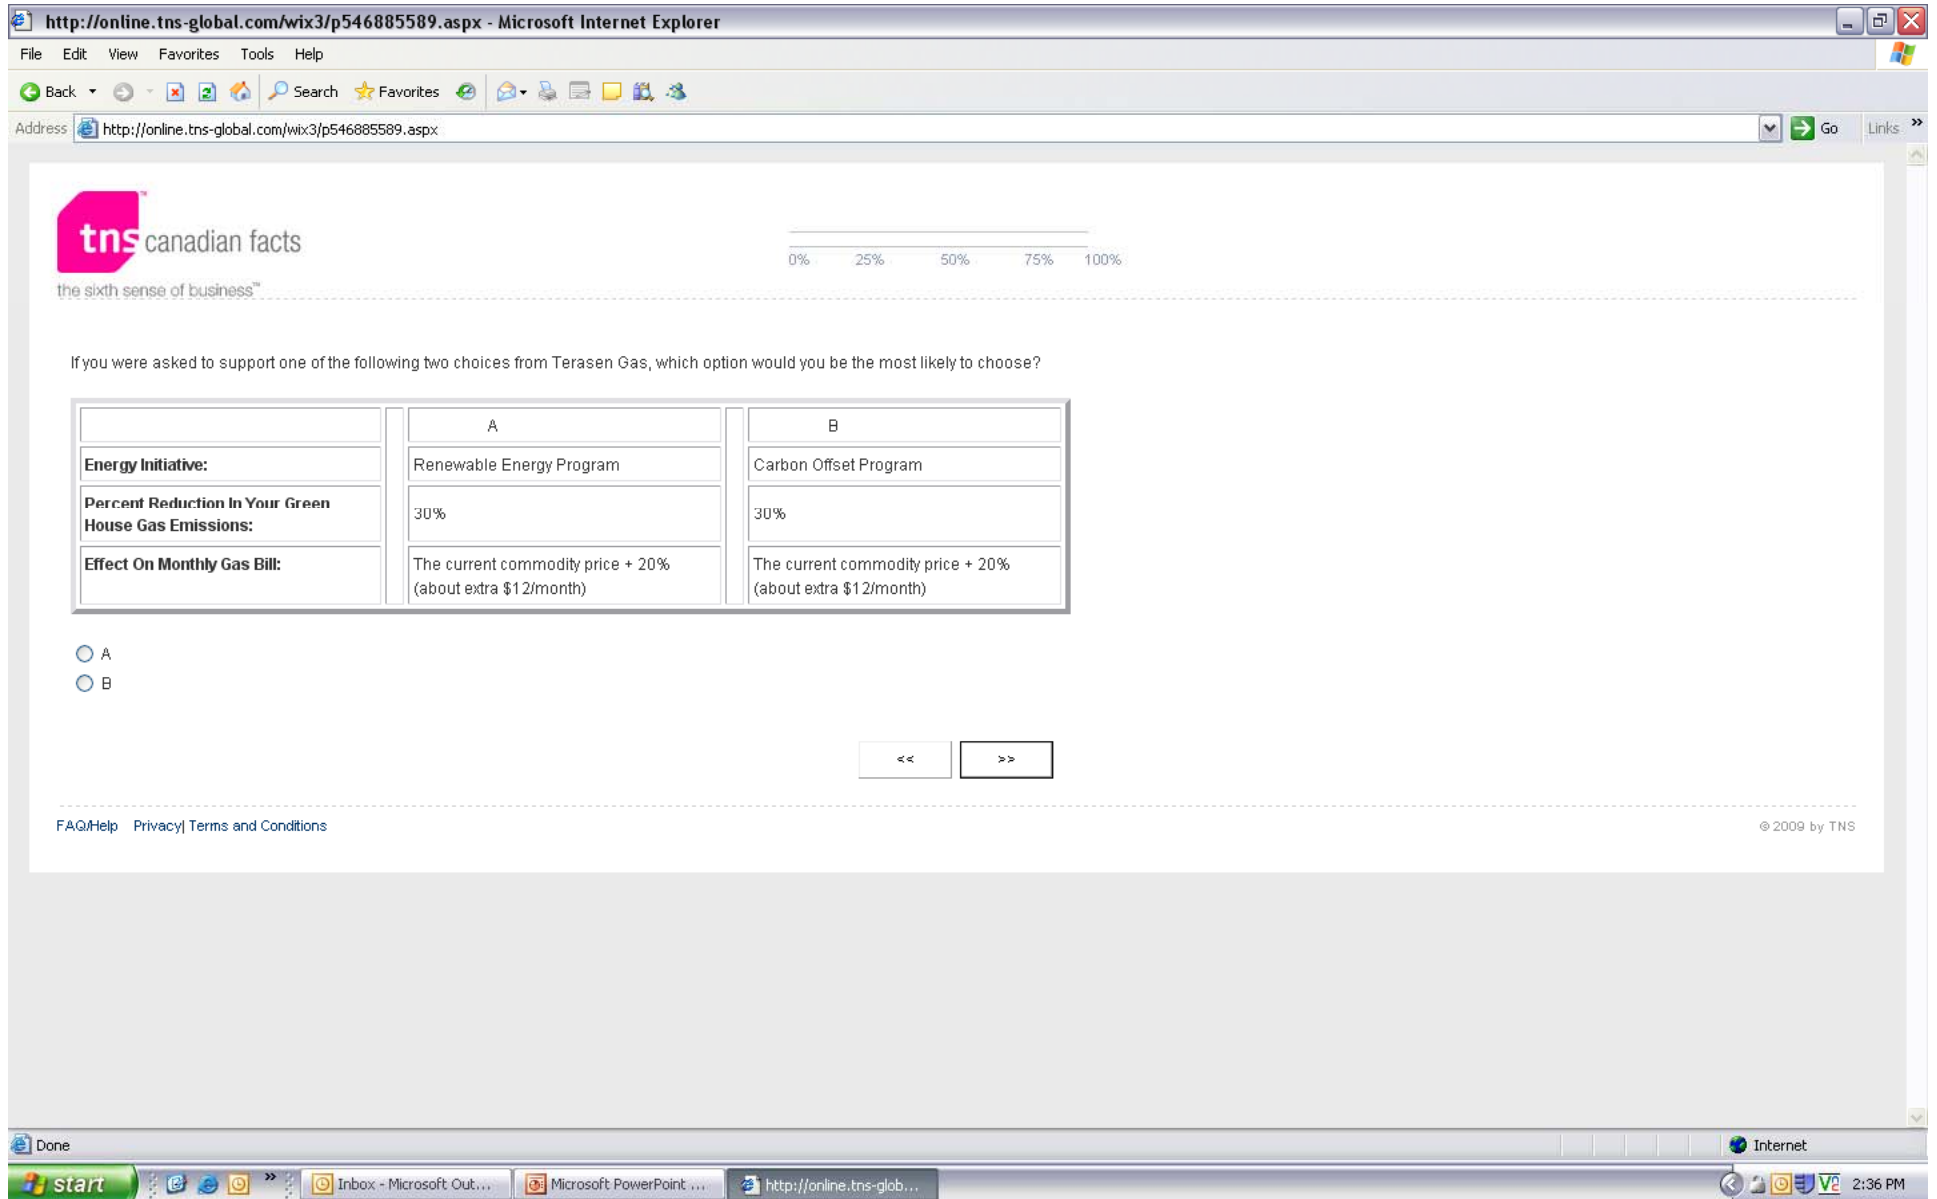 http://online.tns-global.com/wix3/p546885589.aspx - Microsoft Internet Explorer
File Edit View Favorites Tools Help
Back Search Favorites
Address http://online.tns-global.com/wix3/p546885589.aspx Go Links »
tns canadian facts
the sixth sense of business™
0% 25% 50% 75% 100%
If you were asked to support one of the following two choices from Terasen Gas, which option would you be the most likely to choose?
A B
Energy Initiative: Renewable Energy Program Carbon Offset Program
Percent Reduction In Your Green
House Gas Emissions: 30% 30%
Effect On Monthly Gas Bill: The current commodity price + 20% The current commodity price + 20%
(about extra $12/month) (about extra $12/month)
A
B
<< >>
FAQ/Help Privacy| Terms and Conditions © 2009 by TNS
Done Internet
start » Inbox - Microsoft Out... Microsoft PowerPoint ... http://online.tns-glob... 2:36 PM